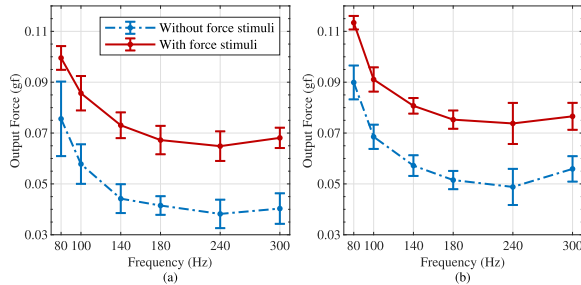 0.11
0.09
0.07
0.05
0.03
Output Force (gf)
Without force stimuli
With force stimuli
80 100 140 180 240 300
Frequency (Hz)
(a)
0.11
0.09
0.07
0.05
0.03
Output Force (gf)
80 100 140 180 240 300
Frequency (Hz)
(b)